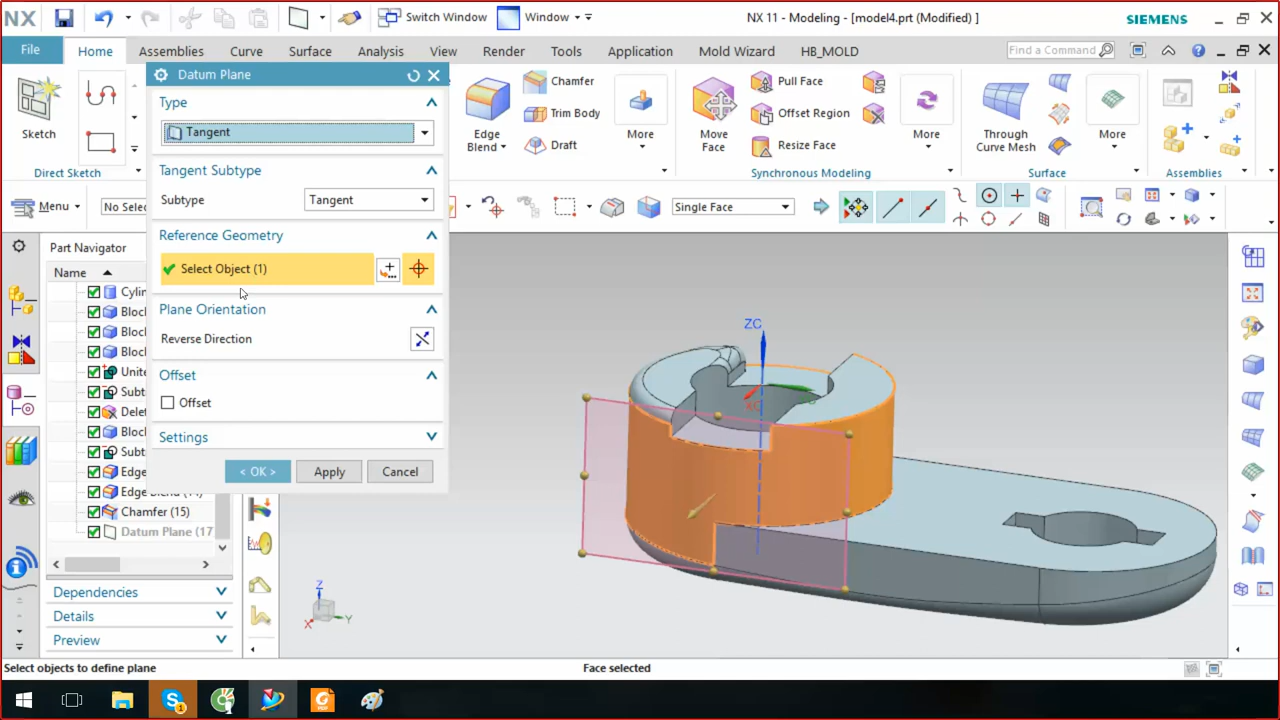 NX
Switch Window
Window
NX 11 - Modeling - [model4.prt (Modified) ]
SIEMENS
File
Home
Assemblies
Curve
Surface
Analysis
View
Render
Tools
Application
Mold Wizard
HB_MOLD
Find a Command
Sketch
Direct Sketch
Datum Plane
Type
Tangent
Tangent Subtype
Subtype
Tangent
Reference Geometry
Select Object (1)
Plane Orientation
Reverse Direction
Offset
Offset
Settings
< OK >
Apply
Cancel
Edge
Blend
Chamfer
Trim Body
Draft
More
Move
Face
Pull Face
Offset Region
Resize Face
More
Synchronous Modeling
Through
Curve Mesh
More
Surface
Assemblies
Menu
No Selec
Single Face
Part Navigator
Name
Cylin
Block
Block
Block
Unite
Subt
Delet
Block
Subt
Edge
Edge Blend (14)
Chamfer (15)
Datum Plane (17
Dependencies
Details
Preview
ZC
XC
Z
X
Y
Select objects to define plane
Face selected